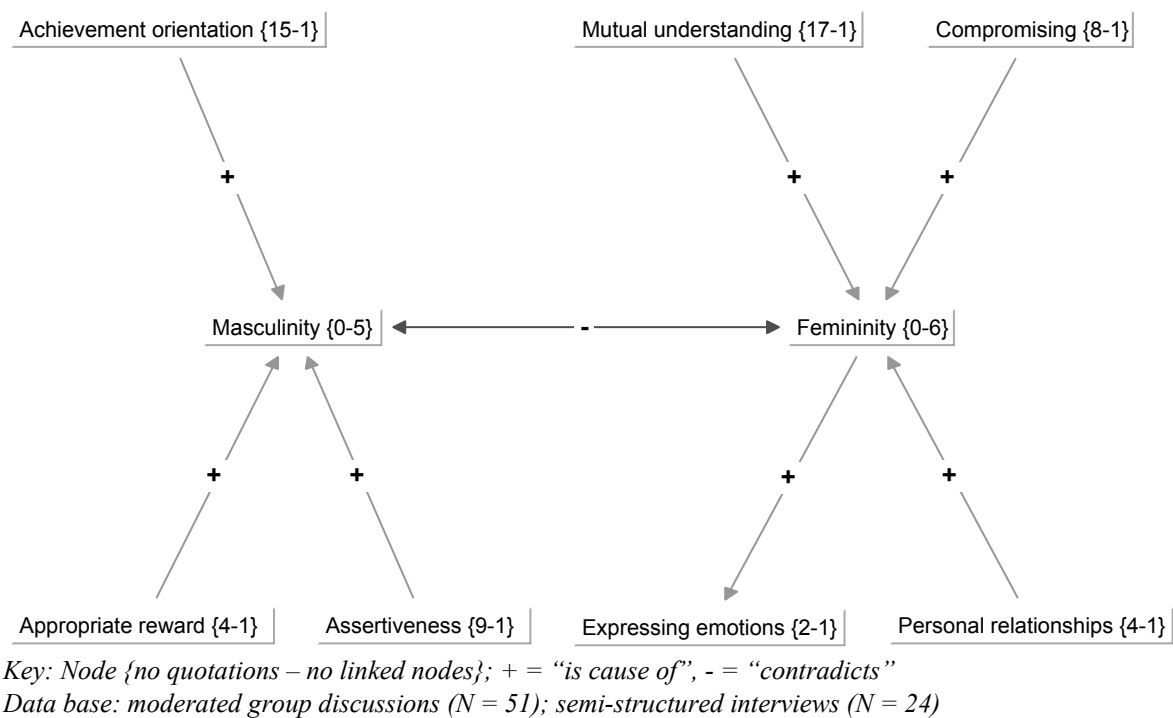 Achievement orientation {15-1}
Mutual understanding {17-1}
Compromising {8-1}
+
+
+
Masculinity {0-5}
-
Femininity {0-6}
+
+
+
+
Appropriate reward {4-1}
Assertiveness {9-1}
Expressing emotions {2-1}
Personal relationships {4-1}
Key: Node {no quotations – no linked nodes}; + = “is cause of”, - = “contradicts”
Data base: moderated group discussions (N = 51); semi-structured interviews (N = 24)